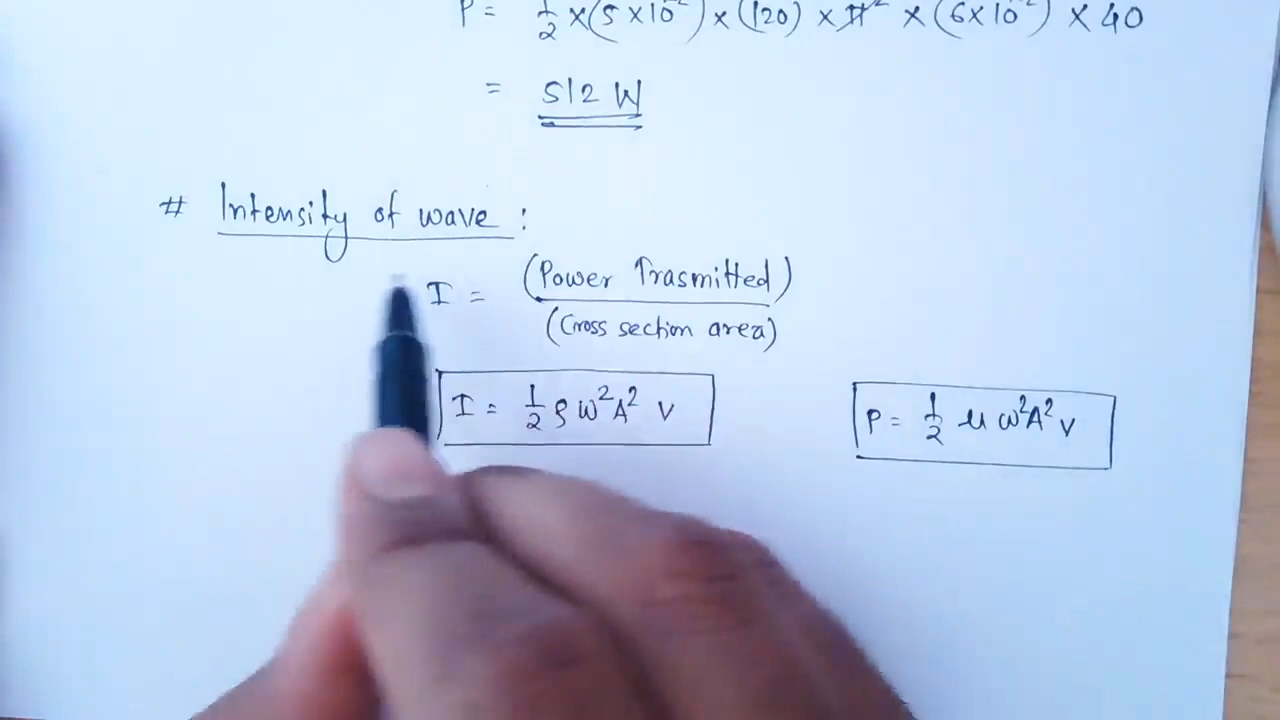 P = 1/2 × (5 × 10⁻²) × (120) × π² × (6 × 10⁻²) × 40
= 512 W
# Intensity of wave :
I = (Power Trasmitted) / (Cross section area)
I = 1/2 ρ ω² A² v
P = 1/2 μ ω² A² v